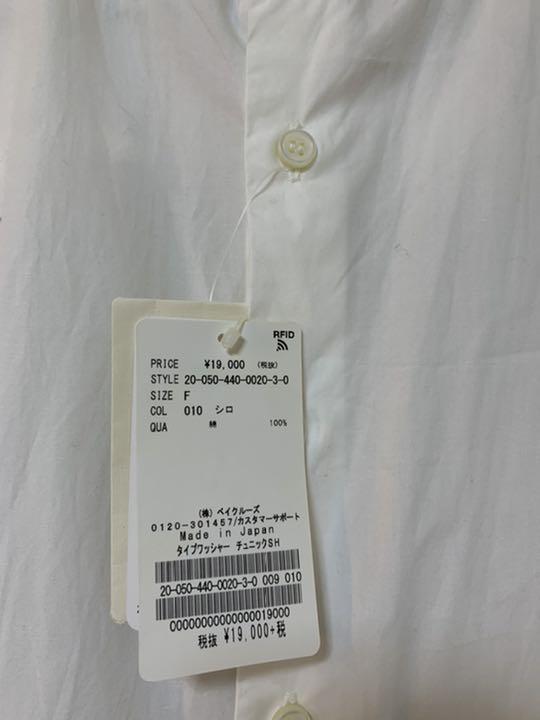 RFID
PRICE ¥19,000 (税抜)
STYLE 20-050-440-0020-3-0
SIZE F
COL 010 シロ
QUA 綿 100%
(株) ベイクルーズ
0120-301457/カスタマーサポート
Made in Japan
タイプワッシャー チュニックSH
20-050-440-0020-3-0 009 010
C0000000000000019000
税抜 ¥19,000+税